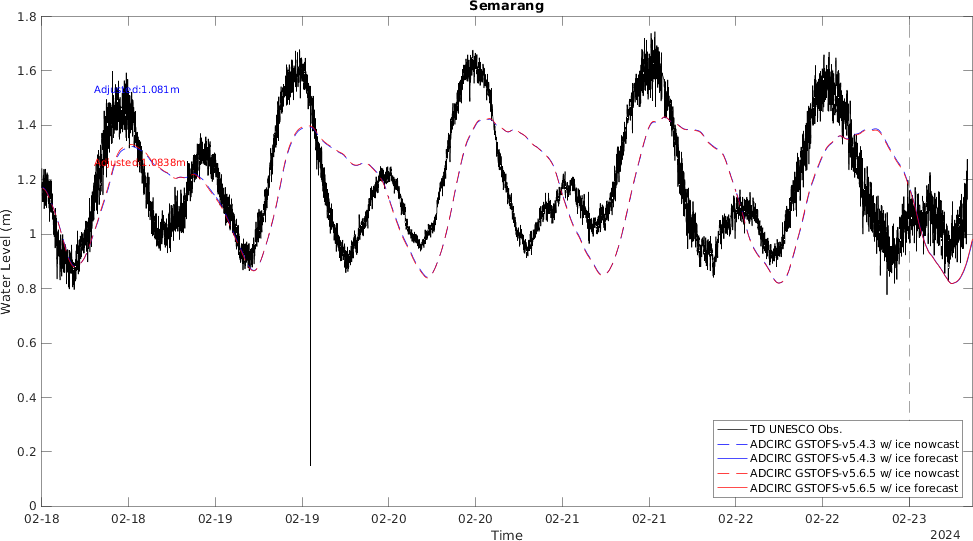 Semarang
1.8
1.6
1.4
1.2
1
0.8
0.6
0.4
0.2
0
Water Level (m)
Adjusted:1.081m
Adjusted:1.0838m
TD UNESCO Obs.
ADCIRC GSTOFS-v5.4.3 w/ ice nowcast
ADCIRC GSTOFS-v5.4.3 w/ ice forecast
ADCIRC GSTOFS-v5.6.5 w/ ice nowcast
ADCIRC GSTOFS-v5.6.5 w/ ice forecast
02-18 02-18 02-19 02-19 02-20 02-20 02-21 02-21 02-22 02-22 02-23
Time
2024